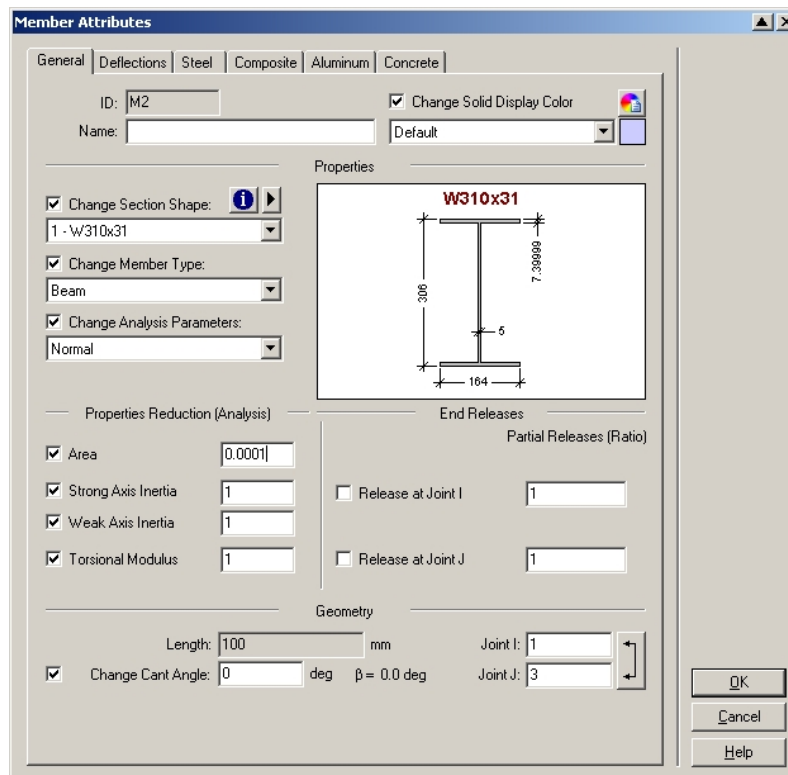 Member Attributes
General Deflections Steel Composite Aluminum Concrete
ID: M2
Change Solid Display Color
Name:
Default
Properties
Change Section Shape:
1 - W310x31
Change Member Type:
Beam
Change Analysis Parameters:
Normal
W310x31
7.39999
306
5
164
Properties Reduction (Analysis)
End Releases
Partial Releases (Ratio)
Area 0.0001
Strong Axis Inertia 1
Release at Joint I 1
Weak Axis Inertia 1
Torsional Modulus 1
Release at Joint J 1
Geometry
Length: 100 mm Joint I: 1
Change Cant Angle: 0 deg β = 0.0 deg Joint J: 3
OK
Cancel
Help